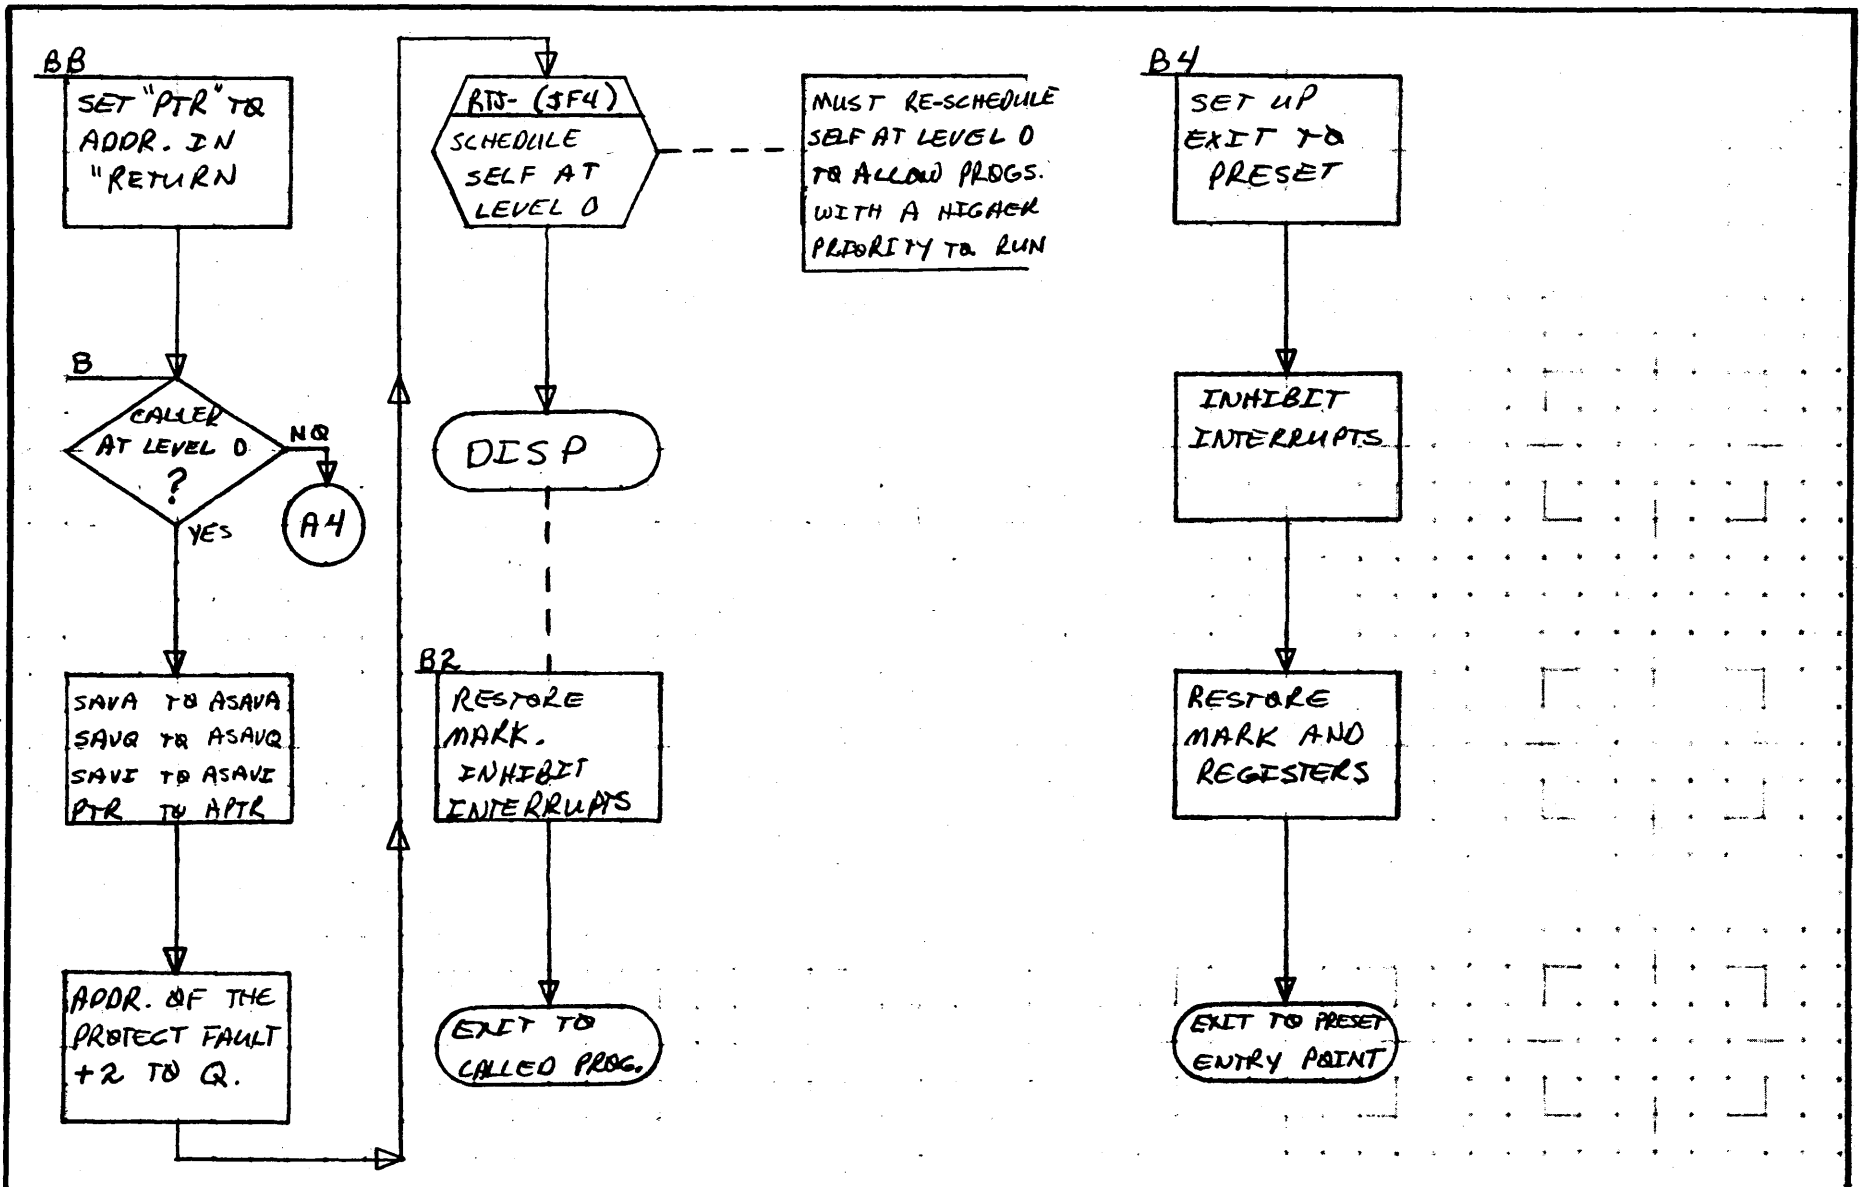 BB
SET "PTR" TO
ADDR. IN
"RETURN
B
CALLER
AT LEVEL 0
?
NO
A4
YES
SAVA TO ASAVA
SAVQ TO ASAVQ
SAVI TO ASAVI
PTR TO APTR
ADDR. OF THE
PROTECT FAULT
+2 TO Q.
RTJ- ($F4)
SCHEDULE
SELF AT
LEVEL 0
MUST RE-SCHEDULE
SELF AT LEVEL 0
TO ALLOW PROGS.
WITH A HIGHER
PRIORITY TO RUN
DISP
B2
RESTORE
MARK.
INHIBIT
INTERRUPTS
EXIT TO
CALLED PROG.
B4
SET UP
EXIT TO
PRESET
INHIBIT
INTERRUPTS
RESTORE
MARK AND
REGISTERS
EXIT TO PRESET
ENTRY POINT